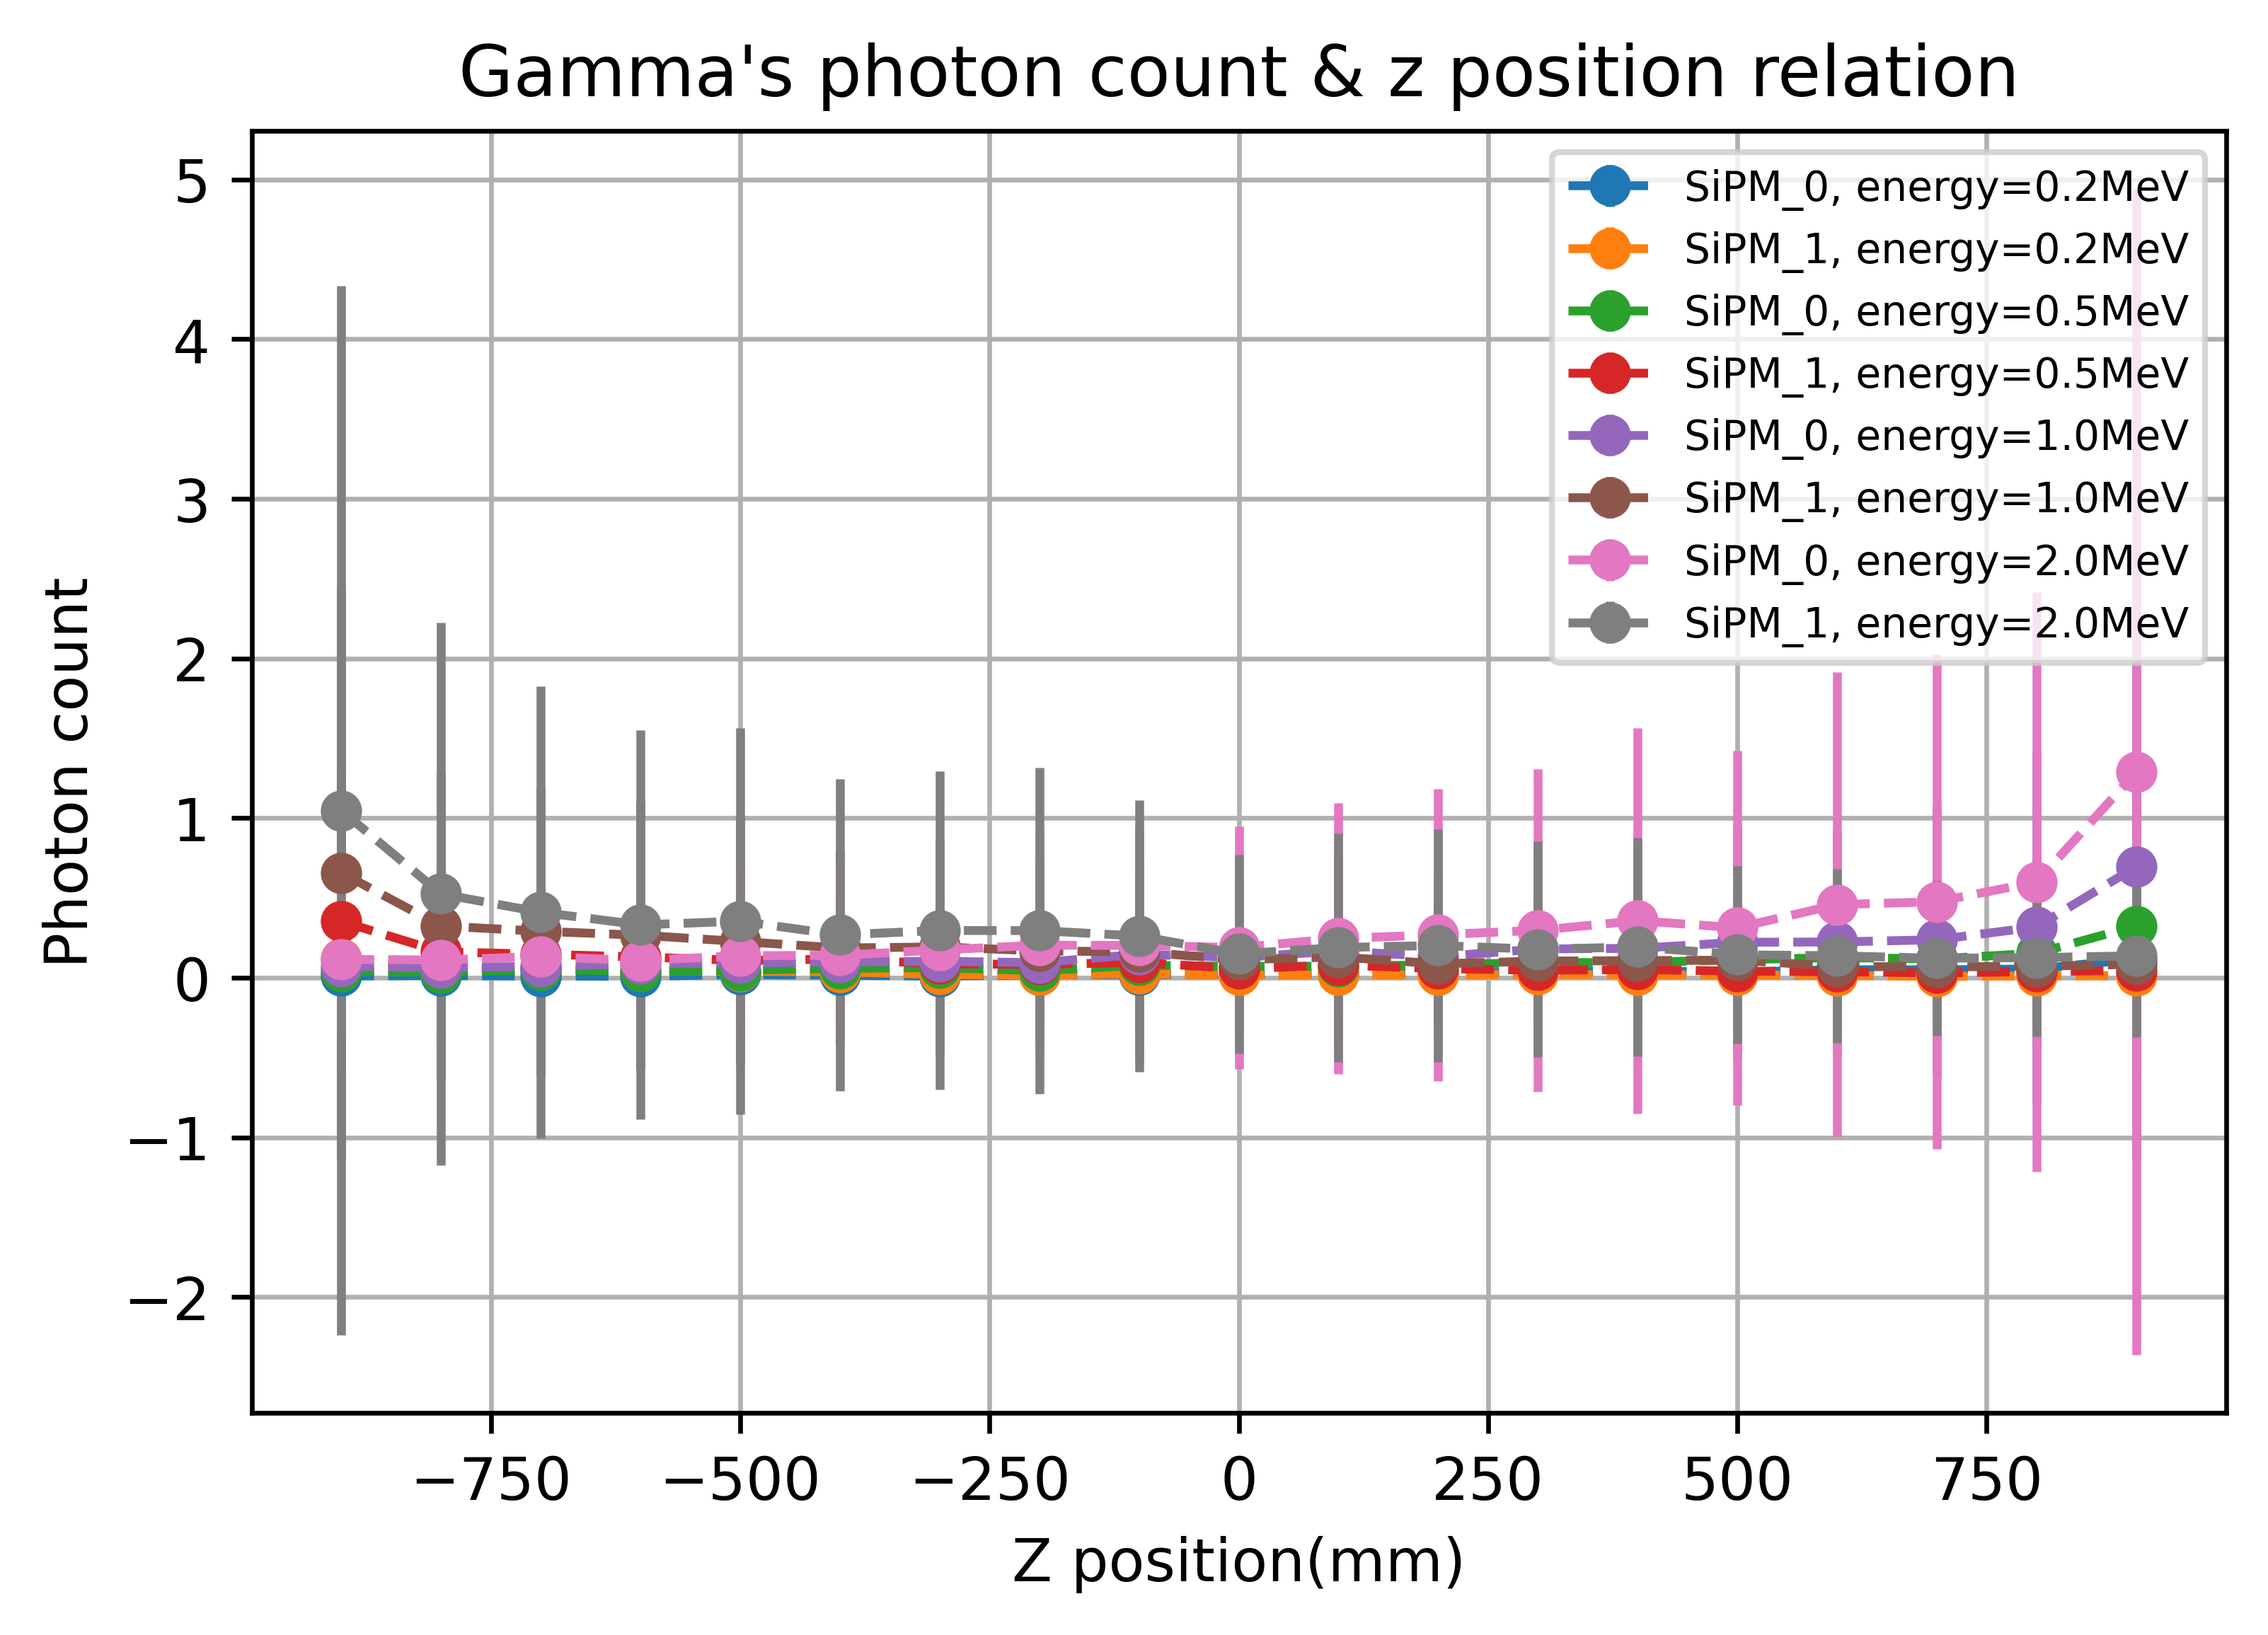 Gamma's photon count & z position relation
5
4
3
2
1
0
−1
−2
Photon count
SiPM_0, energy=0.2MeV
SiPM_1, energy=0.2MeV
SiPM_0, energy=0.5MeV
SiPM_1, energy=0.5MeV
SiPM_0, energy=1.0MeV
SiPM_1, energy=1.0MeV
SiPM_0, energy=2.0MeV
SiPM_1, energy=2.0MeV
−750 −500 −250 0 250 500 750
Z position(mm)